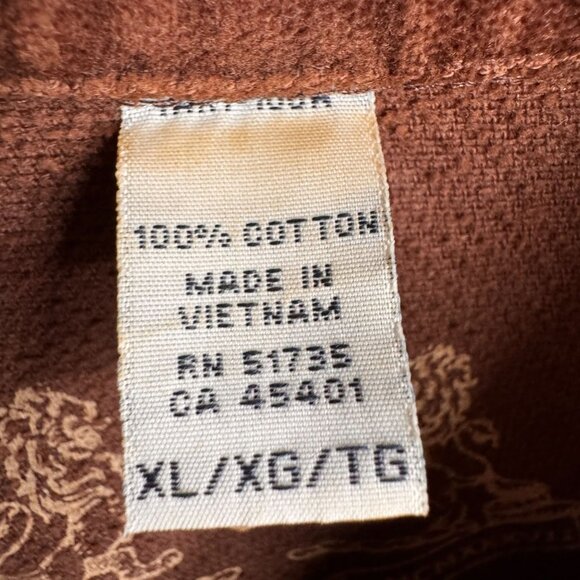 100% COTTON
MADE IN
VIETNAM
RN 51735
CA 45401
XL/XG/TG